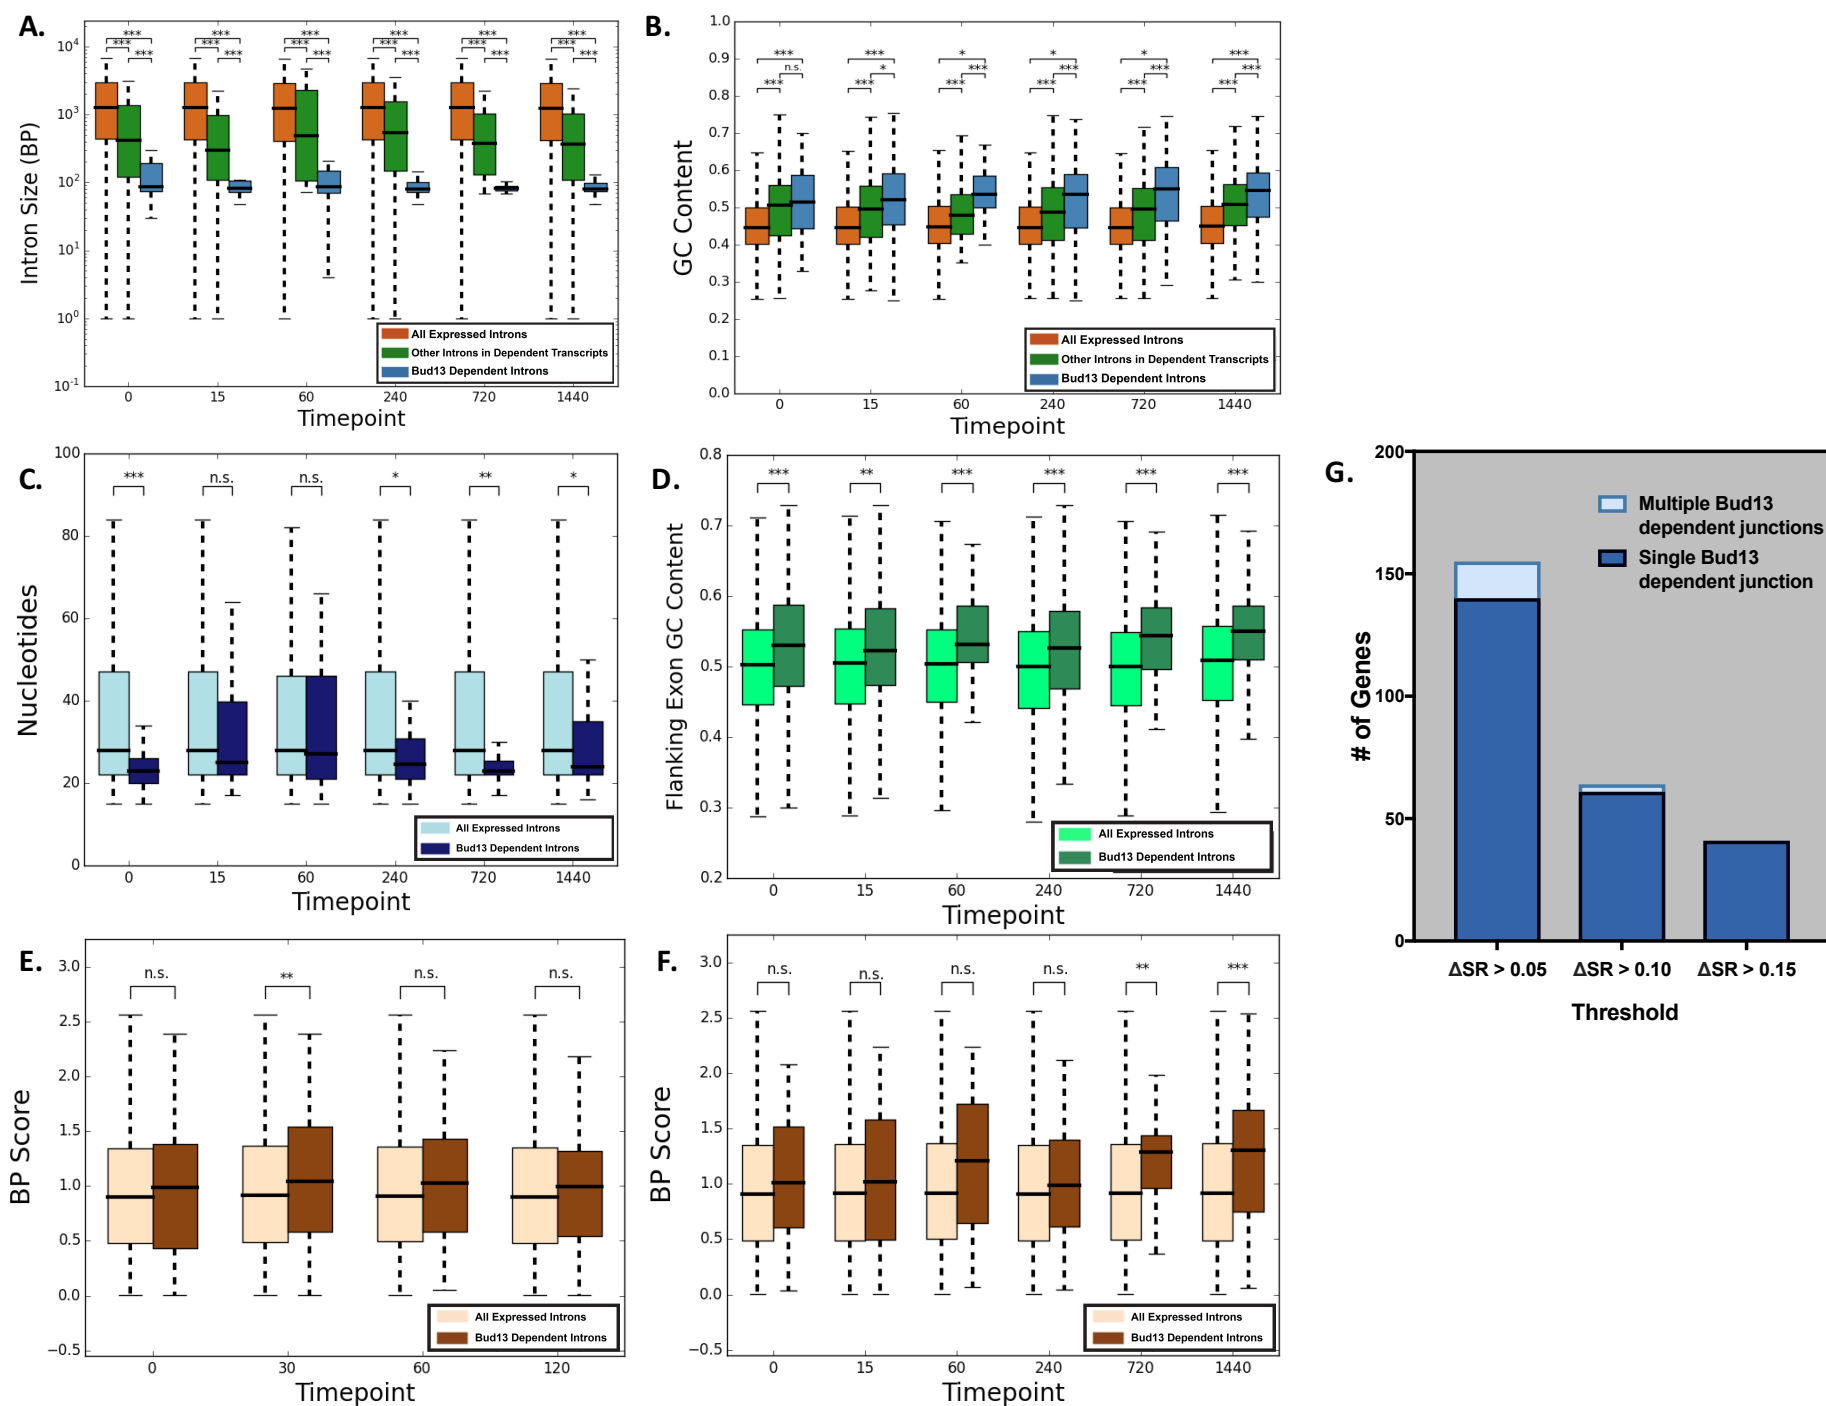 A.
Intron Size (BP)
10^4
10^3
10^2
10^1
10^0
10^-1
*** *** *** *** *** ***
*** *** *** *** *** ***
*** *** *** *** *** ***
All Expressed Introns
Other Introns in Dependent Transcripts
Bud13 Dependent Introns
0 15 60 240 720 1440
Timepoint
B.
GC Content
1.0
0.9
0.8
0.7
0.6
0.5
0.4
0.3
0.2
0.1
0.0
*** *** * * * ***
n.s. * *** *** *** ***
*** *** *** *** *** ***
All Expressed Introns
Other Introns in Dependent Transcripts
Bud13 Dependent Introns
0 15 60 240 720 1440
Timepoint
C.
Nucleotides
100
80
60
40
20
0
*** n.s. n.s. * ** *
All Expressed Introns
Bud13 Dependent Introns
0 15 60 240 720 1440
Timepoint
D.
Flanking Exon GC Content
0.8
0.7
0.6
0.5
0.4
0.3
0.2
*** ** *** *** *** ***
All Expressed Introns
Bud13 Dependent Introns
0 15 60 240 720 1440
Timepoint
E.
BP Score
3.0
2.5
2.0
1.5
1.0
0.5
0.0
−0.5
n.s. ** n.s. n.s.
All Expressed Introns
Bud13 Dependent Introns
0 30 60 120
Timepoint
F.
BP Score
3.0
2.5
2.0
1.5
1.0
0.5
0.0
−0.5
n.s. n.s. n.s. n.s. ** ***
All Expressed Introns
Bud13 Dependent Introns
0 15 60 240 720 1440
Timepoint
G.
# of Genes
200
150
100
50
0
Multiple Bud13
dependent junctions
Single Bud13
dependent junction
ΔSR > 0.05 ΔSR > 0.10 ΔSR > 0.15
Threshold